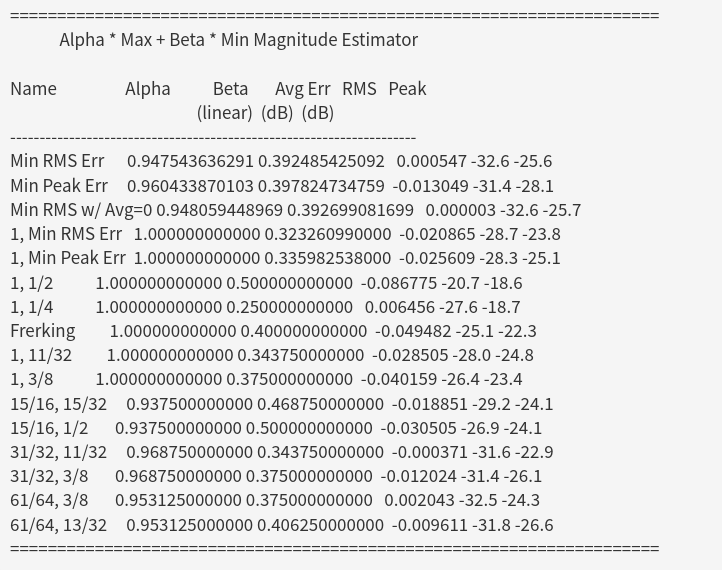 =====================================================================
Alpha * Max + Beta * Min Magnitude Estimator
Name Alpha Beta Avg Err RMS Peak
(linear) (dB) (dB)
---------------------------------------------------------------------
Min RMS Err 0.947543636291 0.392485425092 0.000547 -32.6 -25.6
Min Peak Err 0.960433870103 0.397824734759 -0.013049 -31.4 -28.1
Min RMS w/ Avg=0 0.948059448969 0.392699081699 0.000003 -32.6 -25.7
1, Min RMS Err 1.000000000000 0.323260990000 -0.020865 -28.7 -23.8
1, Min Peak Err 1.000000000000 0.335982538000 -0.025609 -28.3 -25.1
1, 1/2 1.000000000000 0.500000000000 -0.086775 -20.7 -18.6
1, 1/4 1.000000000000 0.250000000000 0.006456 -27.6 -18.7
Frerking 1.000000000000 0.400000000000 -0.049482 -25.1 -22.3
1, 11/32 1.000000000000 0.343750000000 -0.028505 -28.0 -24.8
1, 3/8 1.000000000000 0.375000000000 -0.040159 -26.4 -23.4
15/16, 15/32 0.937500000000 0.468750000000 -0.018851 -29.2 -24.1
15/16, 1/2 0.937500000000 0.500000000000 -0.030505 -26.9 -24.1
31/32, 11/32 0.968750000000 0.343750000000 -0.000371 -31.6 -22.9
31/32, 3/8 0.968750000000 0.375000000000 -0.012024 -31.4 -26.1
61/64, 3/8 0.953125000000 0.375000000000 0.002043 -32.5 -24.3
61/64, 13/32 0.953125000000 0.406250000000 -0.009611 -31.8 -26.6
=====================================================================